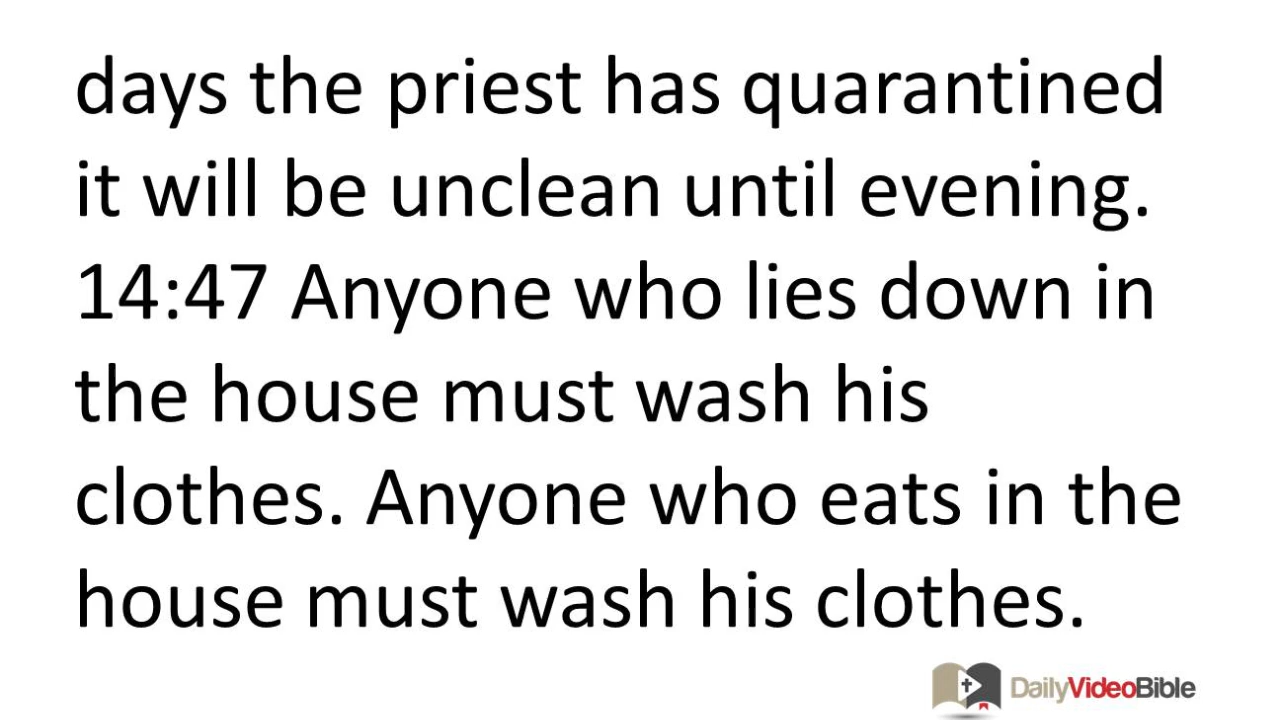 days the priest has quarantined
it will be unclean until evening.
14:47 Anyone who lies down in
the house must wash his
clothes. Anyone who eats in the
house must wash his clothes.
DailyVideoBible